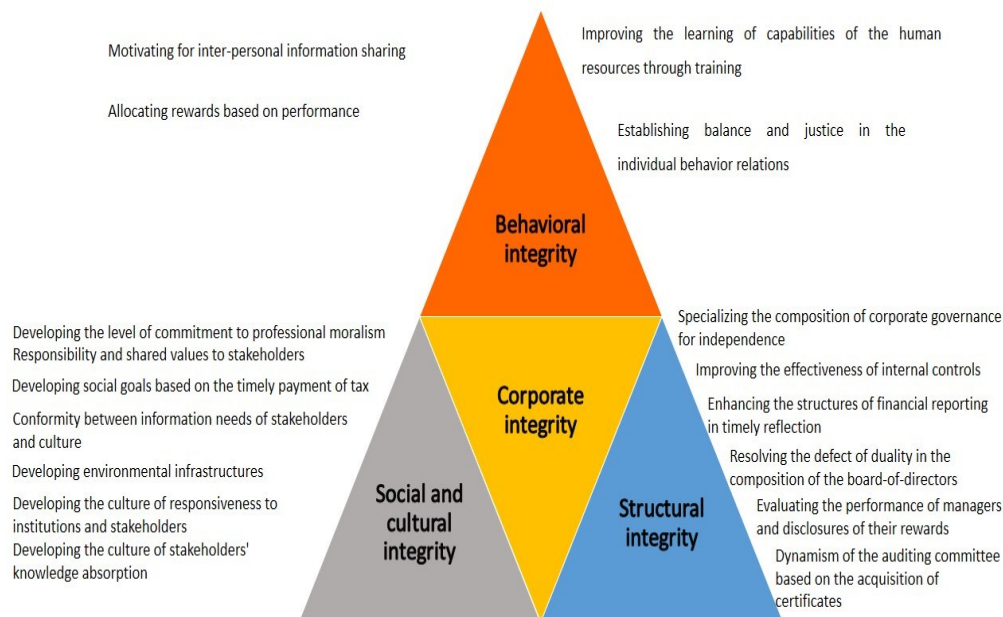 Motivating for inter-personal information sharing
Allocating rewards based on performance
Improving the learning of capabilities of the human
resources through training
Establishing balance and justice in the
individual behavior relations
Behavioral
integrity
Developing the level of commitment to professional moralism
Responsibility and shared values to stakeholders
Developing social goals based on the timely payment of tax
Conformity between information needs of stakeholders
and culture
Developing environmental infrastructures
Developing the culture of responsiveness to
institutions and stakeholders
Developing the culture of stakeholders'
knowledge absorption
Social and
cultural
integrity
Corporate
integrity
Structural
integrity
Specializing the composition of corporate governance
for independence
Improving the effectiveness of internal controls
Enhancing the structures of financial reporting
in timely reflection
Resolving the defect of duality in the
composition of the board-of-directors
Evaluating the performance of managers
and disclosures of their rewards
Dynamism of the auditing committee
based on the acquisition of
certificates